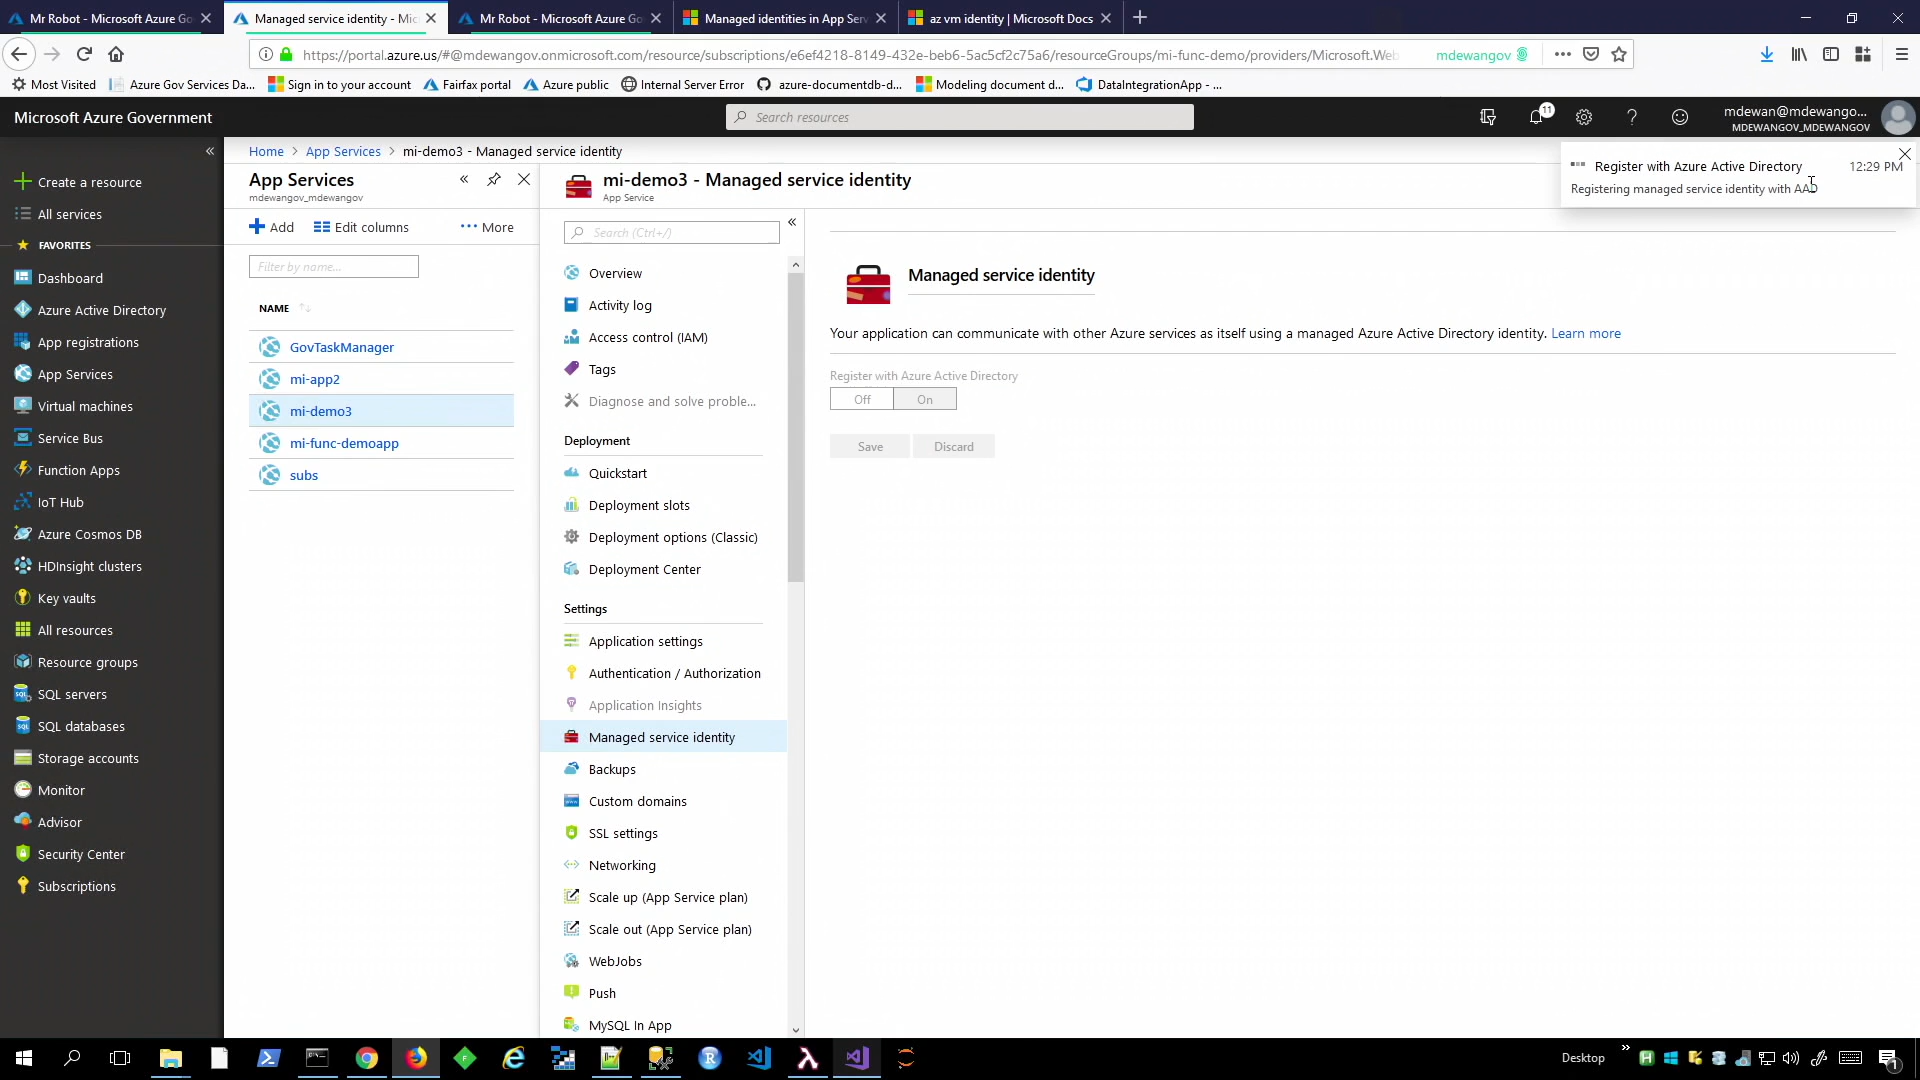 Mr Robot - Microsoft Azure Go
Managed service identity - Mic
Mr Robot - Microsoft Azure Go
Managed identities in App Serv
az vm identity | Microsoft Docs
https://portal.azure.us/#@mdewangov.onmicrosoft.com/resource/subscriptions/e6ef4218-8149-432e-beb6-5ac5cf2c75a6/resourceGroups/mi-func-demo/providers/Microsoft.We
mdewangov
Most Visited
Azure Gov Services Da...
Sign in to your account
Fairfax portal
Azure public
Internal Server Error
azure-documentdb-d...
Modeling document d...
DataIntegrationApp - ...
Microsoft Azure Government
Search resources
11
mdewan@mdewango...
MDEWANGOV_MDEWANGOV
Register with Azure Active Directory
12:29 PM
Registering managed service identity with AAD
Create a resource
All services
FAVORITES
Dashboard
Azure Active Directory
App registrations
App Services
Virtual machines
Service Bus
Function Apps
IoT Hub
Azure Cosmos DB
HDInsight clusters
Key vaults
All resources
Resource groups
SQL servers
SQL databases
Storage accounts
Monitor
Advisor
Security Center
Subscriptions
Home > App Services > mi-demo3 - Managed service identity
App Services
mdewangov_mdewangov
Add
Edit columns
More
Filter by name...
NAME
GovTaskManager
mi-app2
mi-demo3
mi-func-demoapp
subs
mi-demo3 - Managed service identity
App Service
Search (Ctrl+/)
Overview
Activity log
Access control (IAM)
Tags
Diagnose and solve proble...
Deployment
Quickstart
Deployment slots
Deployment options (Classic)
Deployment Center
Settings
Application settings
Authentication / Authorization
Application Insights
Managed service identity
Backups
Custom domains
SSL settings
Networking
Scale up (App Service plan)
Scale out (App Service plan)
WebJobs
Push
MySQL In App
Managed service identity
Your application can communicate with other Azure services as itself using a managed Azure Active Directory identity. Learn more
Register with Azure Active Directory
Off
On
Save
Discard
Desktop
1